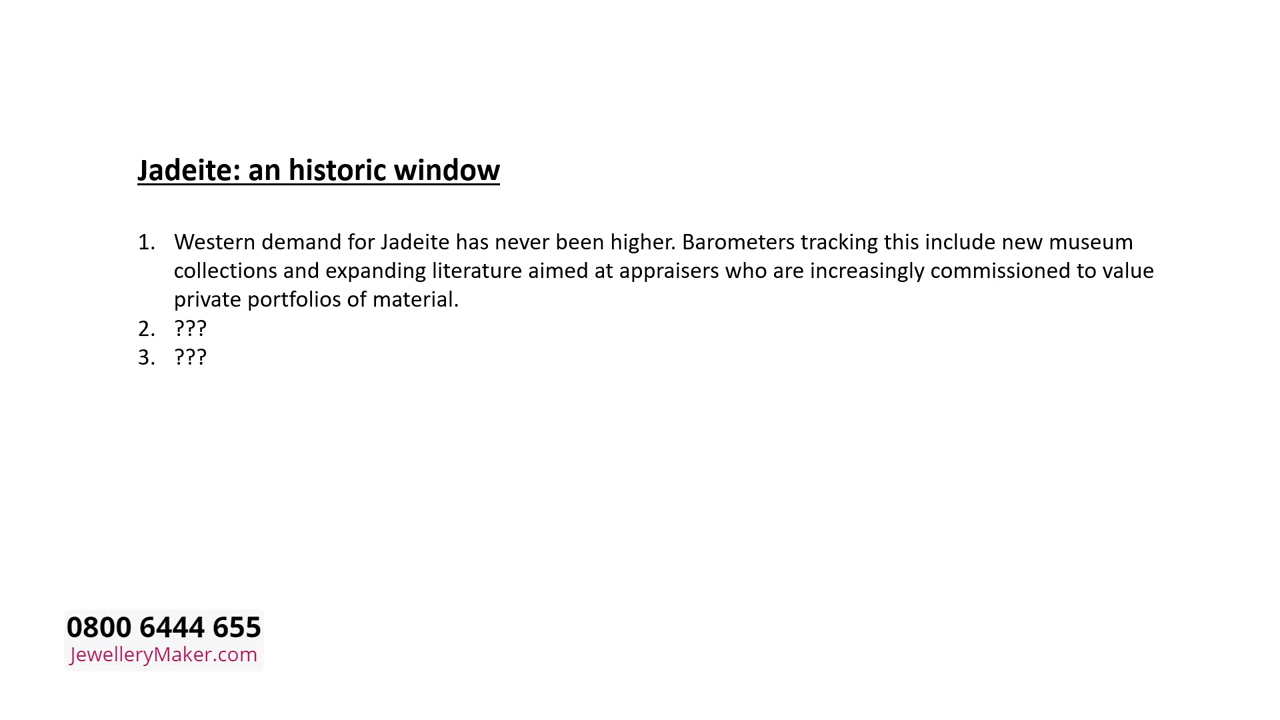 Jadeite: an historic window
1. Western demand for Jadeite has never been higher. Barometers tracking this include new museum
collections and expanding literature aimed at appraisers who are increasingly commissioned to value
private portfolios of material.
2. ???
3. ???
0800 6444 655
JewelleryMaker.com